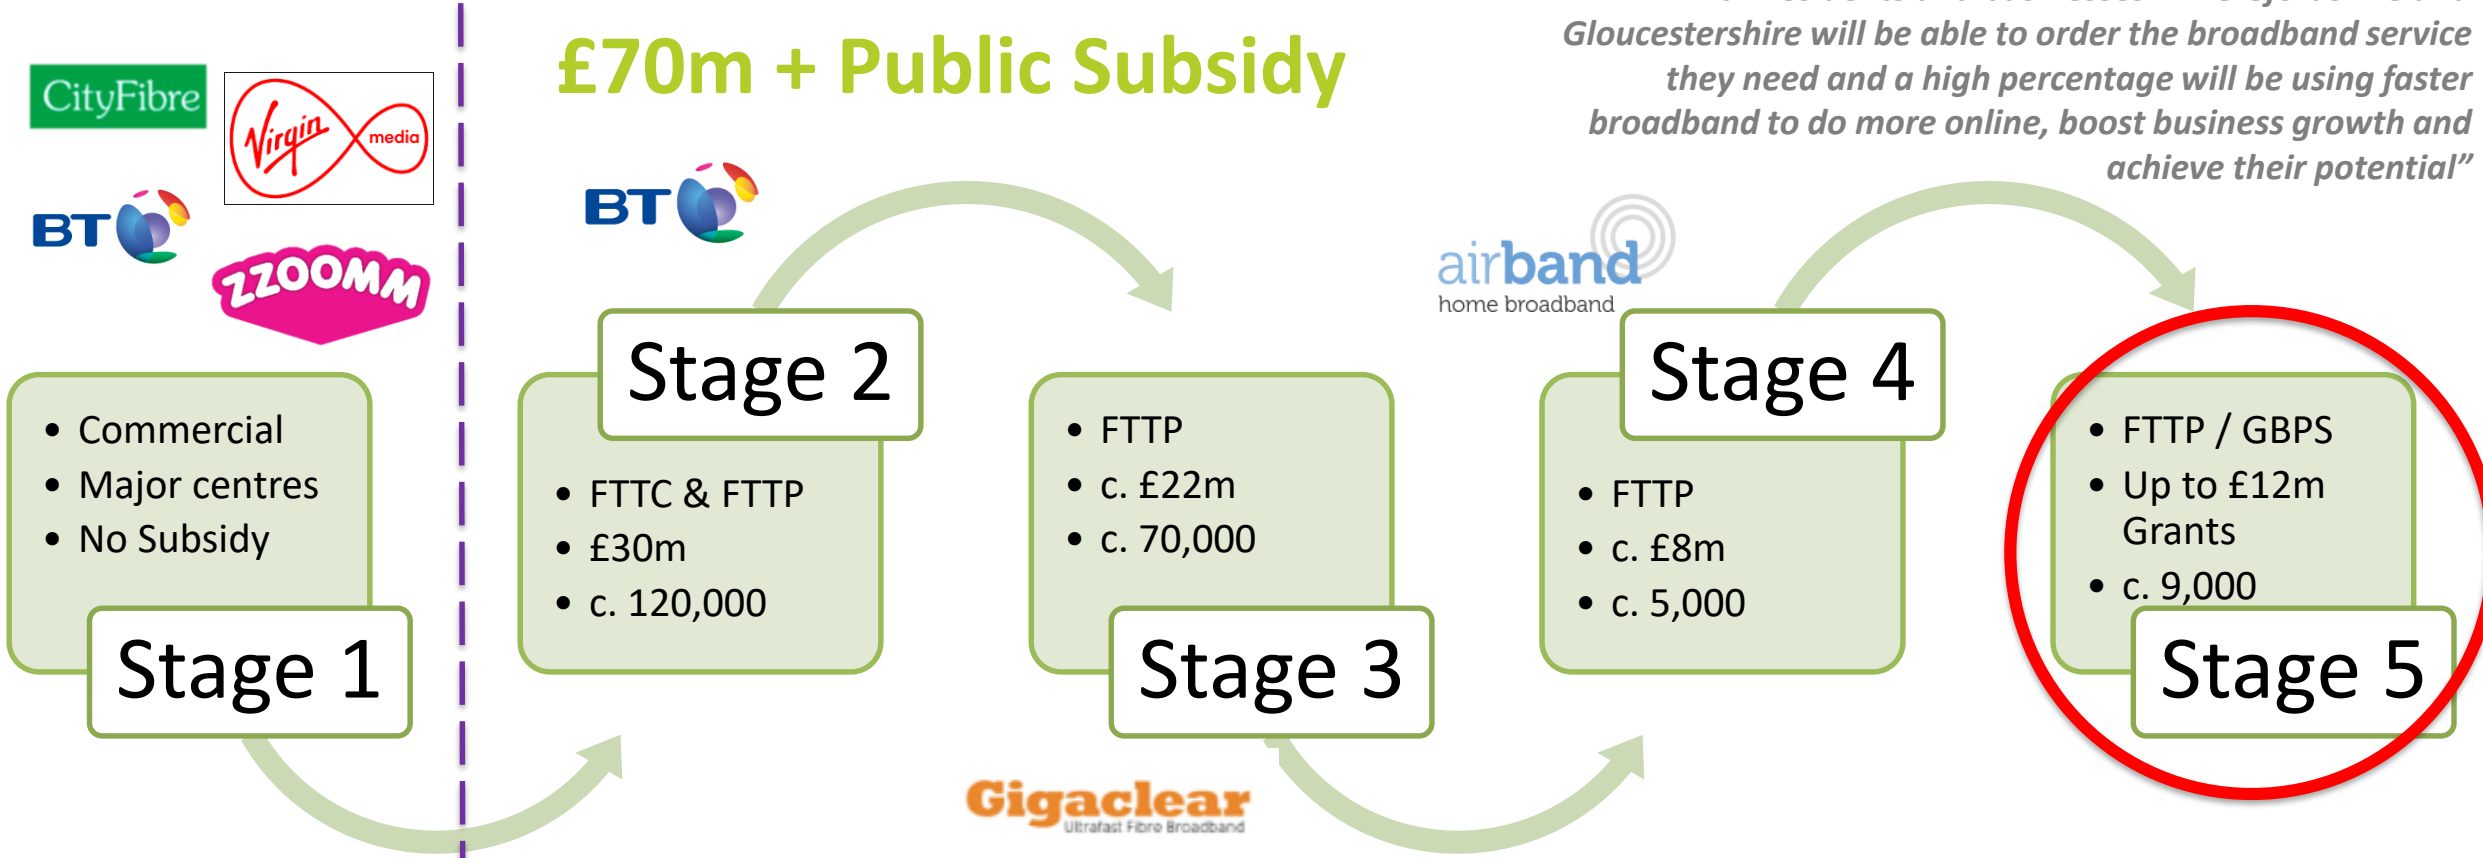 £70m + Public Subsidy
Gloucestershire will be able to order the broadband service
they need and a high percentage will be using faster
broadband to do more online, boost business growth and
achieve their potential”
CityFibre
Virgin media
BT
ZZOOMM
• Commercial
• Major centres
• No Subsidy
Stage 1
BT
Stage 2
• FTTC & FTTP
• £30m
• c. 120,000
• FTTP
• c. £22m
• c. 70,000
Stage 3
Gigaclear
Ultrafast Fibre Broadband
airband
home broadband
Stage 4
• FTTP
• c. £8m
• c. 5,000
• FTTP / GBPS
• Up to £12m
Grants
• c. 9,000
Stage 5